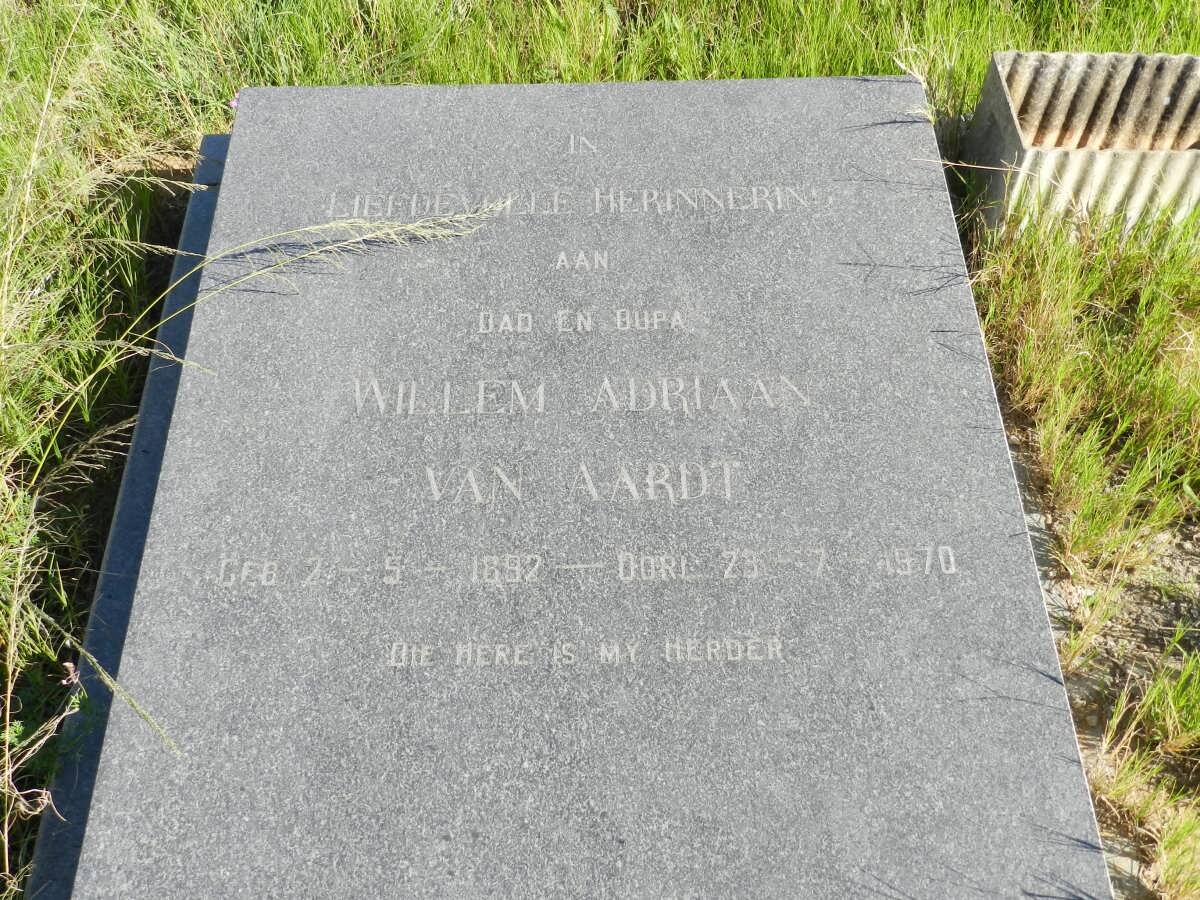 IN
LIEFDEVOLLE HERINNERING
AAN
DAD EN OUPA
WILLEM ADRIAAN
VAN AARDT
GEB 2 - 5 - 1892 — OORL 23 - 7 - 1970
DIE HERE IS MY HERDER